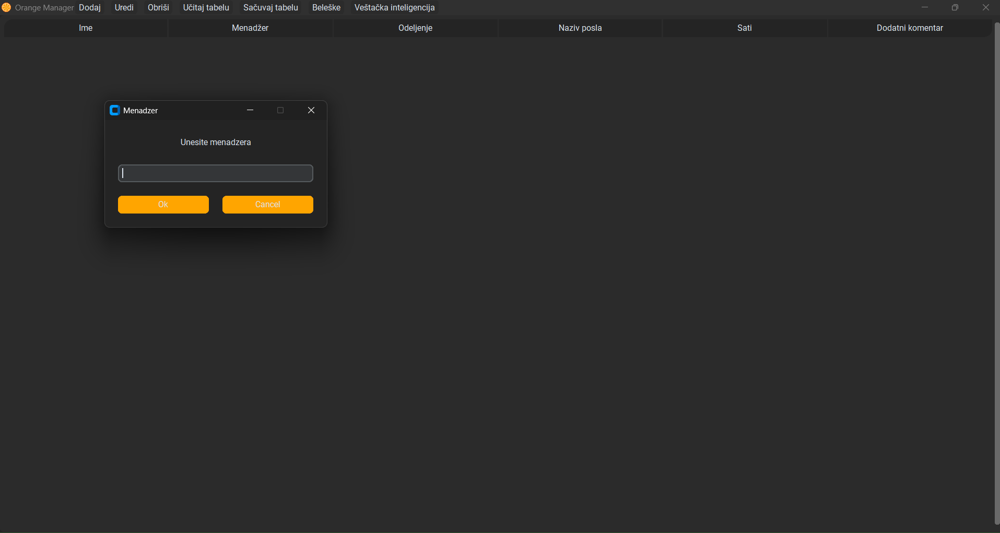 Orange Manager Dodaj Uredi Obriši Učitaj tabelu Sačuvaj tabelu Beleške Veštačka inteligencija
Ime Menadžer Odeljenje Naziv posla Sati Dodatni komentar
Menadzer
Unesite menadzera
Ok Cancel